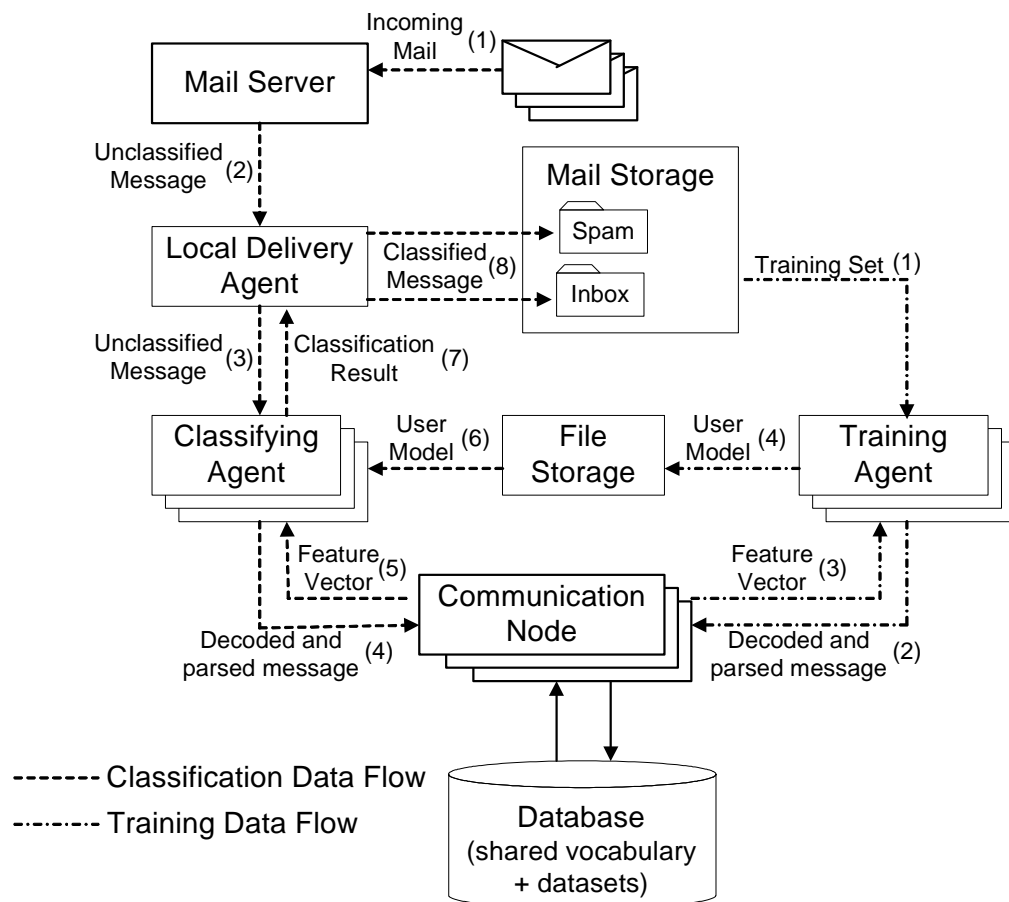 Incoming
Mail
(1)
Mail Server
Unclassified
Message
(2)
Mail Storage
Spam
Inbox
Local Delivery
Agent
Classified
Message
(8)
Training Set
(1)
Unclassified
Message
(3)
Classification
Result
(7)
Classifying
Agent
User
Model
(6)
File
Storage
User
Model
(4)
Training
Agent
Feature
Vector
(5)
Communication
Node
Feature
Vector
(3)
Decoded and
parsed message
(4)
Decoded and
parsed message
(2)
Classification Data Flow
Training Data Flow
Database
(shared vocabulary
+ datasets)